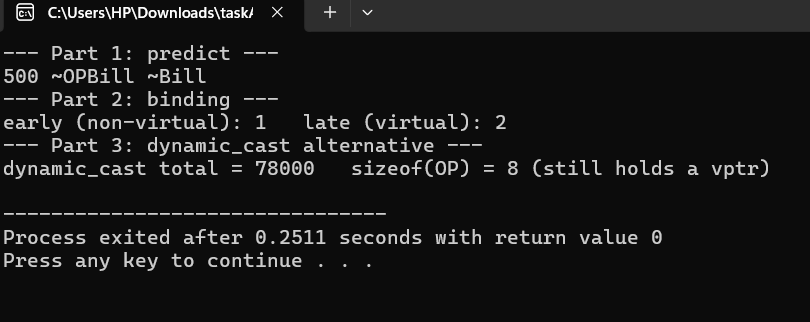 C:\Users\HP\Downloads\task
--- Part 1: predict ---
500 ~OPBill ~Bill
--- Part 2: binding ---
early (non-virtual): 1   late (virtual): 2
--- Part 3: dynamic_cast alternative ---
dynamic_cast total = 78000   sizeof(OP) = 8 (still holds a vptr)
--------------------------------
Process exited after 0.2511 seconds with return value 0
Press any key to continue . . .